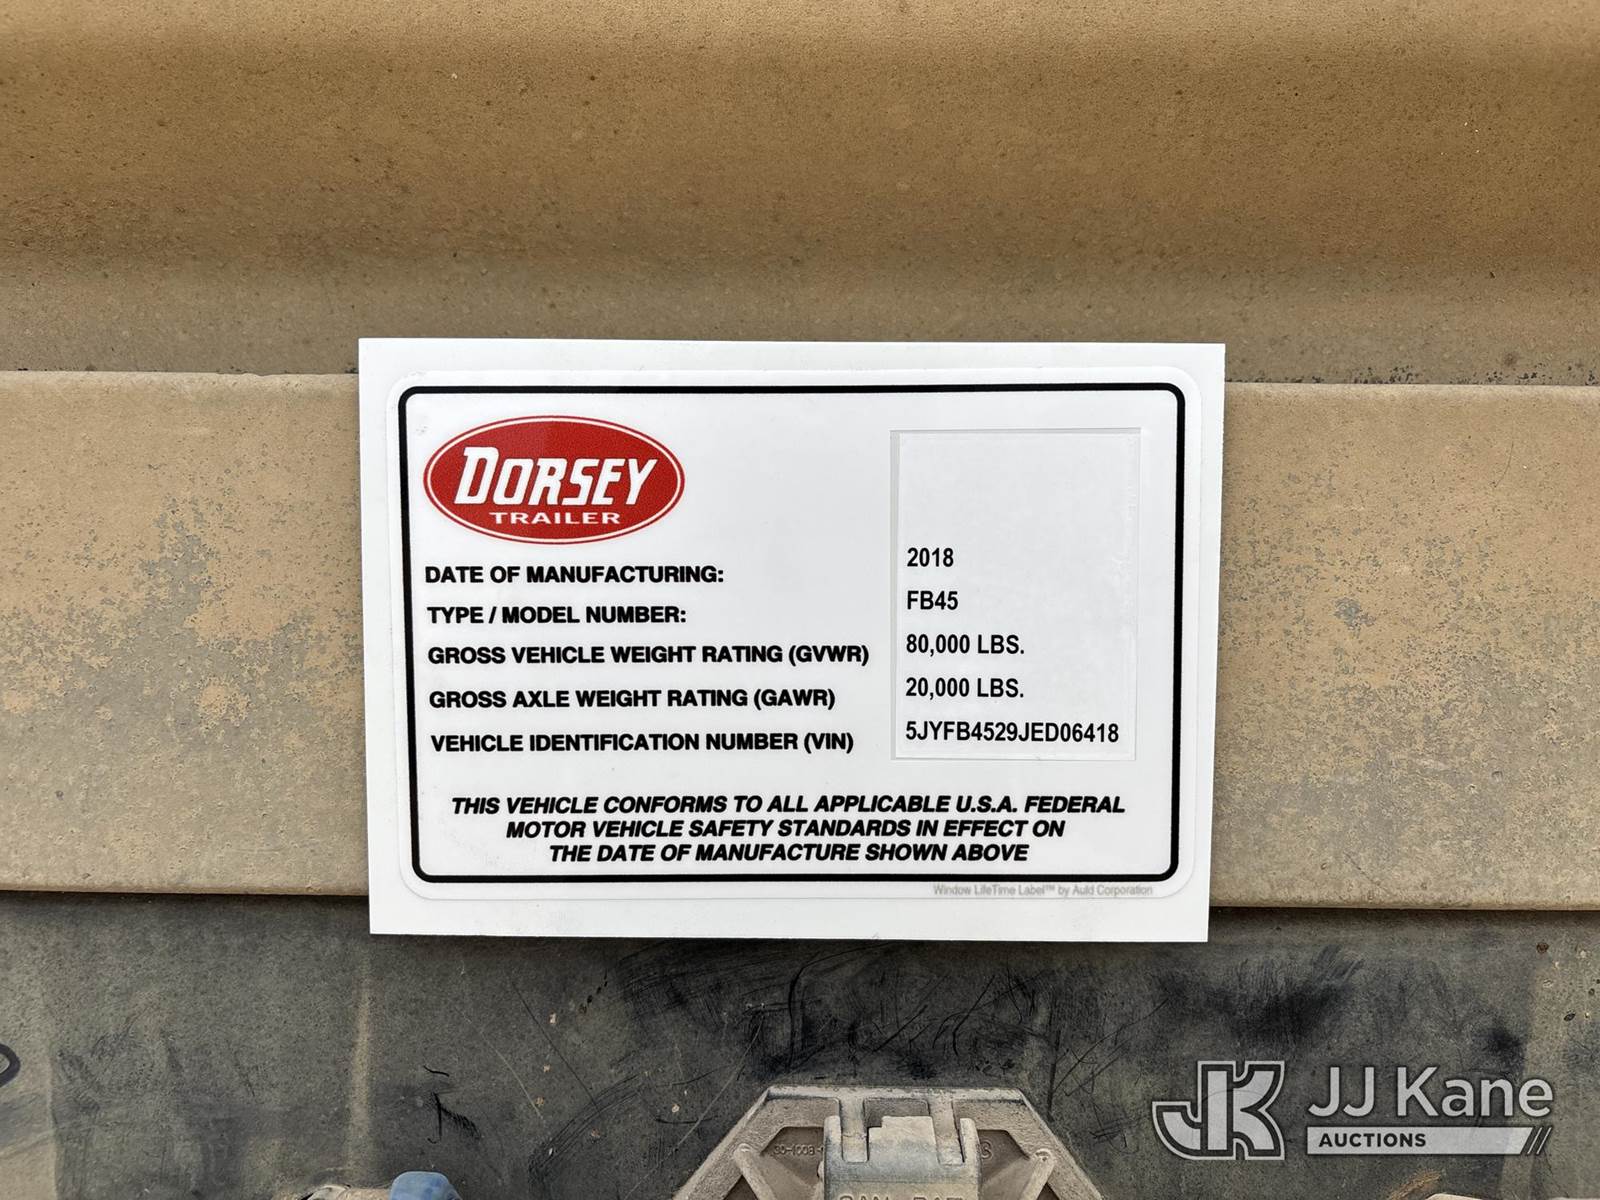 DORSEY
TRAILER
DATE OF MANUFACTURING: 2018
TYPE / MODEL NUMBER: FB45
GROSS VEHICLE WEIGHT RATING (GVWR) 80,000 LBS.
GROSS AXLE WEIGHT RATING (GAWR) 20,000 LBS.
VEHICLE IDENTIFICATION NUMBER (VIN) 5JYFB4529JED06418
THIS VEHICLE CONFORMS TO ALL APPLICABLE U.S.A. FEDERAL
MOTOR VEHICLE SAFETY STANDARDS IN EFFECT ON
THE DATE OF MANUFACTURE SHOWN ABOVE
Window LifeTime Label™ by Auld Corporation
JK JJ Kane
AUCTIONS